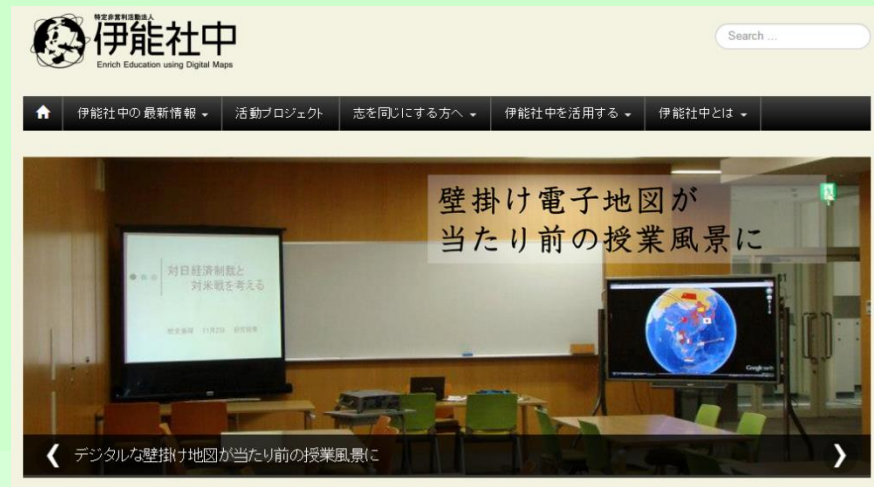 特定非営利活動法人
伊能社中
Enrich Education using Digital Maps
Search ...
伊能社中の最新情報
活動プロジェクト
志を同じにする方へ
伊能社中を活用する
伊能社中とは
壁掛け電子地図が
当たり前の授業風景に
対日経済制裁と
対米戦を考える
Google earth
デジタルな壁掛け地図が当たり前の授業風景に